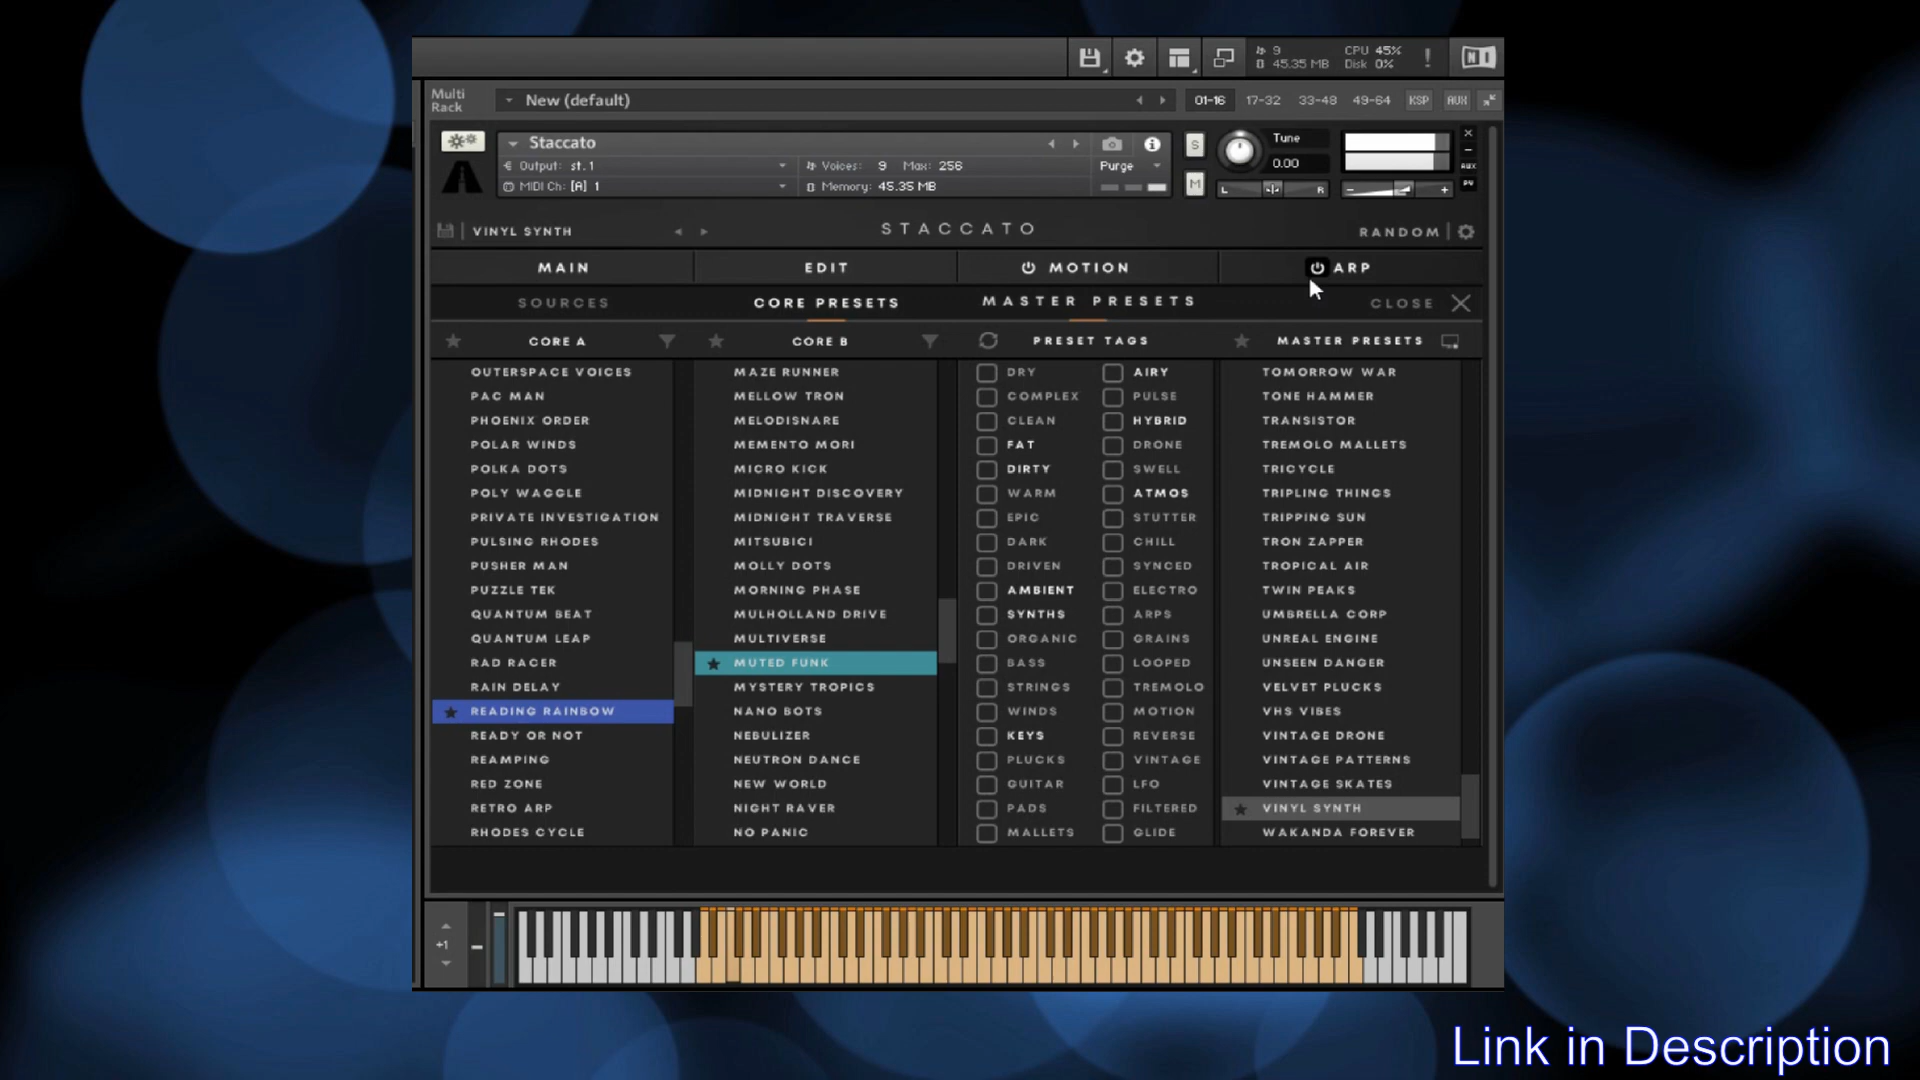 9
45.35 MB
CPU 45%
Disk 0%
!
NI
Multi Rack
New (default)
01-16 17-32 33-48 49-64 KSP AUX
Staccato
Output: st.1
Voices: 9 Max: 256
Purge
MIDI Ch: [A] 1
Memory: 45.35 MB
S
M
Tune
0.00
L R
- +
AUX
PV
VINYL SYNTH
STACCATO
RANDOM
MAIN EDIT MOTION ARP
SOURCES CORE PRESETS MASTER PRESETS CLOSE
CORE A CORE B PRESET TAGS MASTER PRESETS
OUTERSPACE VOICES MAZE RUNNER DRY AIRY TOMORROW WAR
PAC MAN MELLOW TRON COMPLEX PULSE TONE HAMMER
PHOENIX ORDER MELODISNARE CLEAN HYBRID TRANSISTOR
POLAR WINDS MEMENTO MORI FAT DRONE TREMOLO MALLETS
POLKA DOTS MICRO KICK DIRTY SWELL TRICYCLE
POLY WAGGLE MIDNIGHT DISCOVERY WARM ATMOS TRIPLING THINGS
PRIVATE INVESTIGATION MIDNIGHT TRAVERSE EPIC STUTTER TRIPPING SUN
PULSING RHODES MITSUBICI DARK CHILL TRON ZAPPER
PUSHER MAN MOLLY DOTS DRIVEN SYNCED TROPICAL AIR
PUZZLE TEK MORNING PHASE AMBIENT ELECTRO TWIN PEAKS
QUANTUM BEAT MULHOLLAND DRIVE SYNTHS ARPS UMBRELLA CORP
QUANTUM LEAP MULTIVERSE ORGANIC GRAINS UNREAL ENGINE
RAD RACER MUTED FUNK BASS LOOPED UNSEEN DANGER
RAIN DELAY MYSTERY TROPICS STRINGS TREMOLO VELVET PLUCKS
READING RAINBOW NANO BOTS WINDS MOTION VHS VIBES
READY OR NOT NEBULIZER KEYS REVERSE VINTAGE DRONE
REAMPING NEUTRON DANCE PLUCKS VINTAGE VINTAGE PATTERNS
RED ZONE NEW WORLD GUITAR LFO VINTAGE SKATES
RETRO ARP NIGHT RAVER PADS FILTERED VINYL SYNTH
RHODES CYCLE NO PANIC MALLETS GLIDE WAKANDA FOREVER
+1
Link in Description